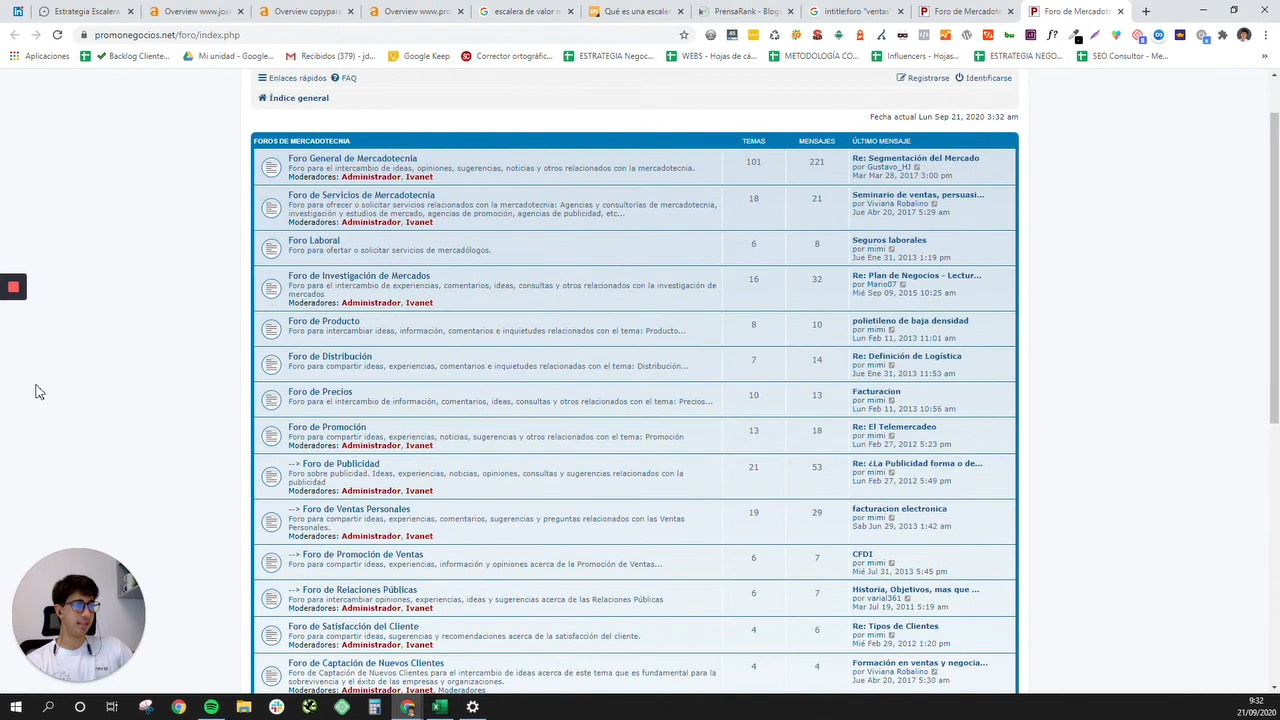 Estrategia Escalera
Overview www.jose
Overview copypara
Overview www.pro
escalera de valor n
Qué es una escale
PrensaRank - Blog
intitle:foro "ventas
Foro de Mercadote
Foro de Mercadote
promonegocios.net/foro/index.php
Aplicaciones
Backlog Cliente...
Mi unidad - Google...
Recibidos (379) - jd...
Google Keep
Corrector ortográfic...
ESTRATEGIA Negoc...
WEBS - Hojas de cá...
METODOLOGÍA CO...
Influencers - Hojas...
ESTRATEGIA NEGO...
SEO Consultor - Me...
»
Enlaces rápidos
FAQ
Registrarse
Identificarse
Índice general
Fecha actual Lun Sep 21, 2020 3:32 am
FOROS DE MERCADOTECNIA
TEMAS
MENSAJES
ÚLTIMO MENSAJE
Foro General de Mercadotecnia
Foro para el intercambio de ideas, opiniones, sugerencias, noticias y otros relacionados con la mercadotecnia.
Moderadores: Administrador, Ivanet
101
221
Re: Segmentación del Mercado
por Gustavo_HJ
Mar Mar 28, 2017 3:00 pm
Foro de Servicios de Mercadotecnia
Foro para ofrecer o solicitar servicios relacionados con la mercadotecnia: Agencias y consultorías de mercadotecnia,
investigación y estudios de mercado, agencias de promoción, agencias de publicidad, etc...
Moderadores: Administrador, Ivanet
18
21
Seminario de ventas, persuasi...
por Viviana Robalino
Jue Abr 20, 2017 5:29 am
Foro Laboral
Foro para ofertar o solicitar servicios de mercadólogos.
6
8
Seguros laborales
por mimi
Jue Ene 31, 2013 1:19 pm
Foro de Investigación de Mercados
Foro para el intercambio de experiencias, comentarios, ideas, consultas y otros relacionados con la investigación de
mercados
Moderadores: Administrador, Ivanet
16
32
Re: Plan de Negocios - Lectur...
por Mario07
Mié Sep 09, 2015 10:25 am
Foro de Producto
Foro para intercambiar ideas, información, comentarios e inquietudes relacionados con el tema: Producto...
8
10
polietileno de baja densidad
por mimi
Lun Feb 11, 2013 11:01 am
Foro de Distribución
Foro para compartir ideas, experiencias, comentarios e inquietudes relacionados con el tema: Distribución...
7
14
Re: Definición de Logística
por mimi
Jue Ene 31, 2013 11:53 am
Foro de Precios
Foro para el intercambio de información, comentarios, ideas, consultas y otros relacionados con el tema: Precios...
10
13
Facturacion
por mimi
Lun Feb 11, 2013 10:56 am
Foro de Promoción
Foro para compartir ideas, experiencias, noticias, sugerencias y otros relacionados con el tema: Promoción
Moderadores: Administrador, Ivanet
13
18
Re: El Telemercadeo
por mimi
Lun Feb 27, 2012 5:23 pm
--> Foro de Publicidad
Foro sobre publicidad. Ideas, experiencias, noticias, opiniones, consultas y sugerencias relacionados con la
publicidad
Moderadores: Administrador, Ivanet
21
53
Re: ¿La Publicidad forma o de...
por mimi
Lun Feb 27, 2012 5:49 pm
--> Foro de Ventas Personales
Foro para compartir ideas, experiencias, comentarios, sugerencias y preguntas relacionados con las Ventas
Personales.
Moderadores: Administrador, Ivanet
19
29
facturacion electronica
por mimi
Sab Jun 29, 2013 1:42 am
--> Foro de Promoción de Ventas
Foro para compartir ideas, experiencias, información y opiniones acerca de la Promoción de Ventas...
6
7
CFDI
por mimi
Mié Jul 31, 2013 5:45 pm
--> Foro de Relaciones Públicas
Foro para intercambiar opiniones, experiencias, ideas y sugerencias acerca de las Relaciones Públicas
Moderadores: Administrador, Ivanet
6
7
Historia, Objetivos, mas que ...
por varial361
Mar Jul 19, 2011 5:19 am
Foro de Satisfacción del Cliente
Foro para compartir ideas, sugerencias y recomendaciones acerca de la satisfacción del cliente.
Moderadores: Administrador, Ivanet
4
6
Re: Tipos de Clientes
por mimi
Mié Feb 29, 2012 1:20 pm
Foro de Captación de Nuevos Clientes
Foro de Captación de Nuevos Clientes para el intercambio de ideas acerca de este tema que es fundamental para la
sobrevivencia y el éxito de las empresas y organizaciones.
Moderadores: Administrador, Ivanet, Moderadores
4
4
Formación en ventas y negocia...
por Viviana Robalino
Jue Abr 20, 2017 5:30 am
9:32
21/09/2020